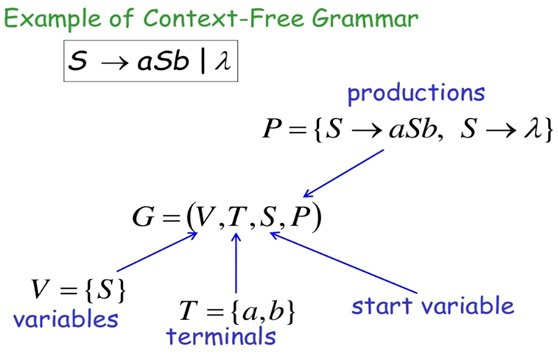 Example of Context-Free Grammar
S → aSb | λ
productions
P = {S → aSb, S → λ}
G = (V,T,S,P)
V = {S}
variables
T = {a,b}
terminals
start variable